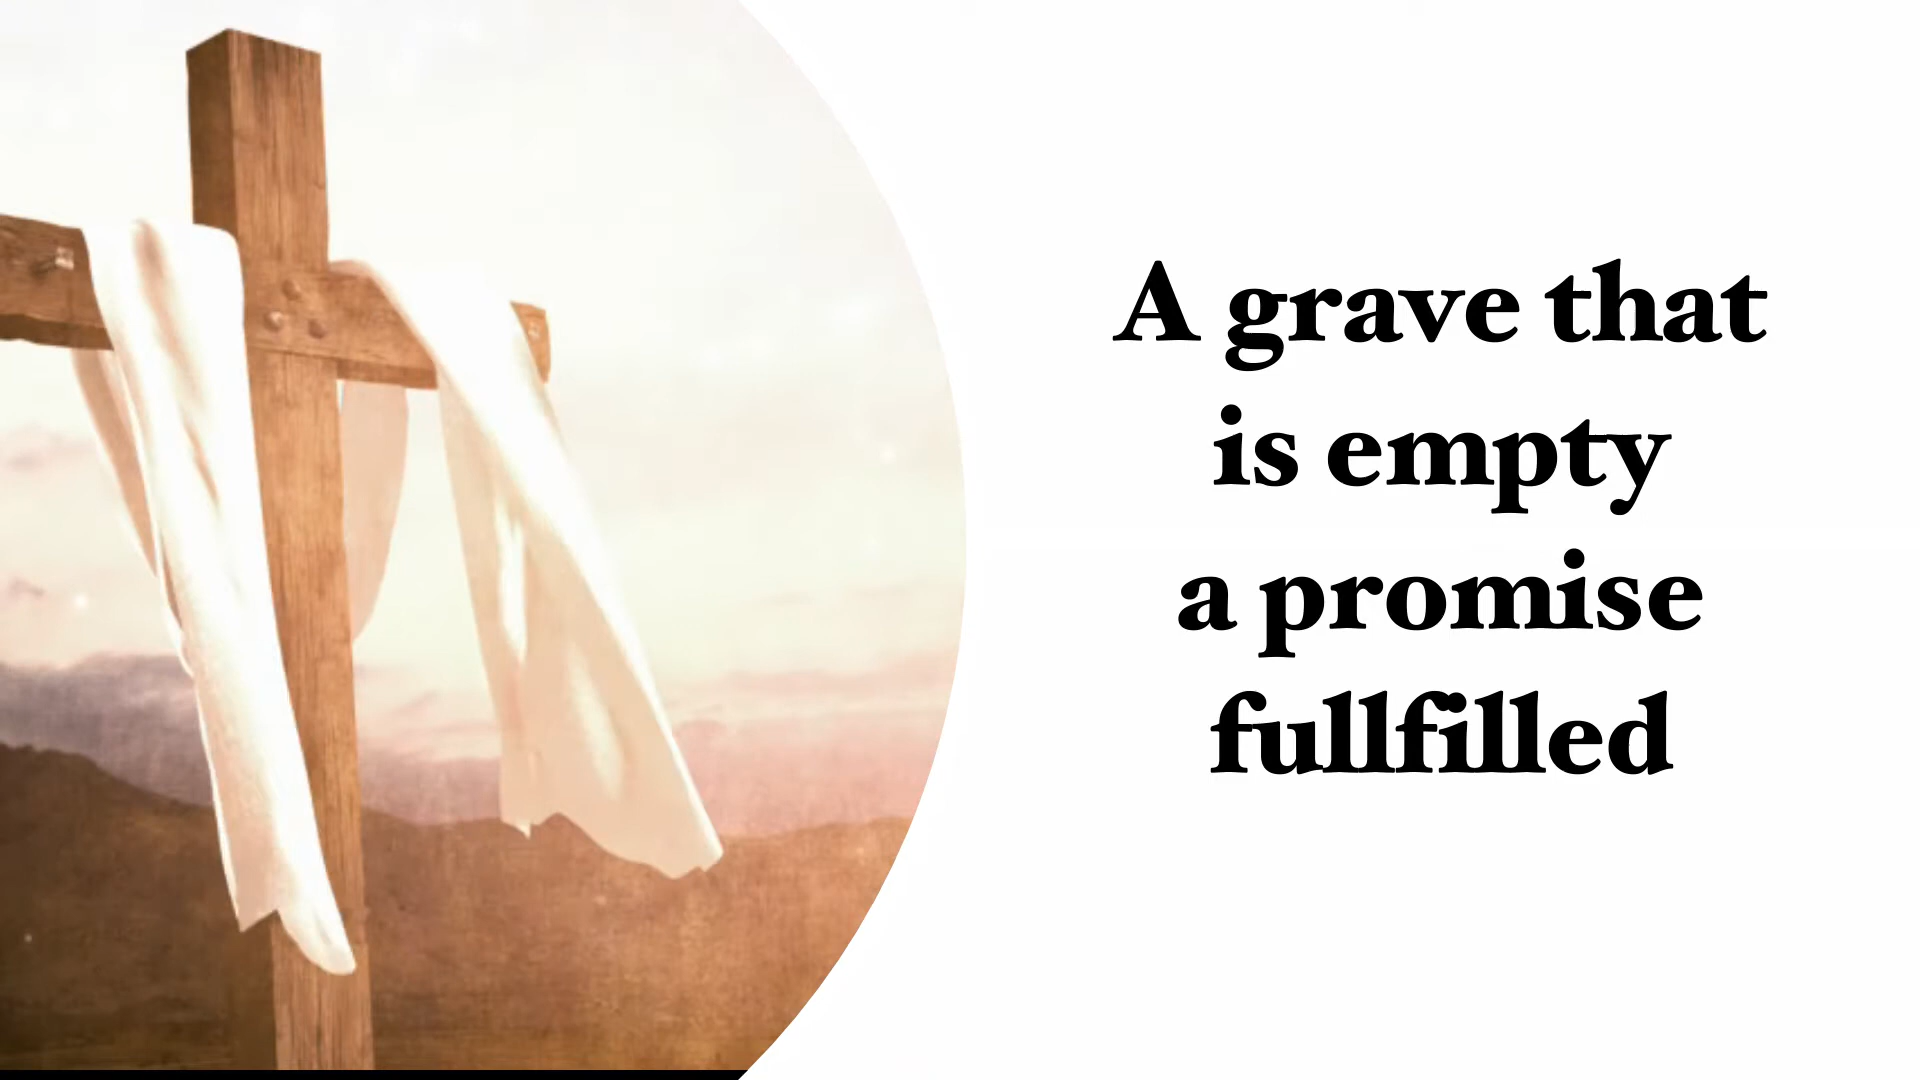 A grave that
is empty
a promise
fullfilled